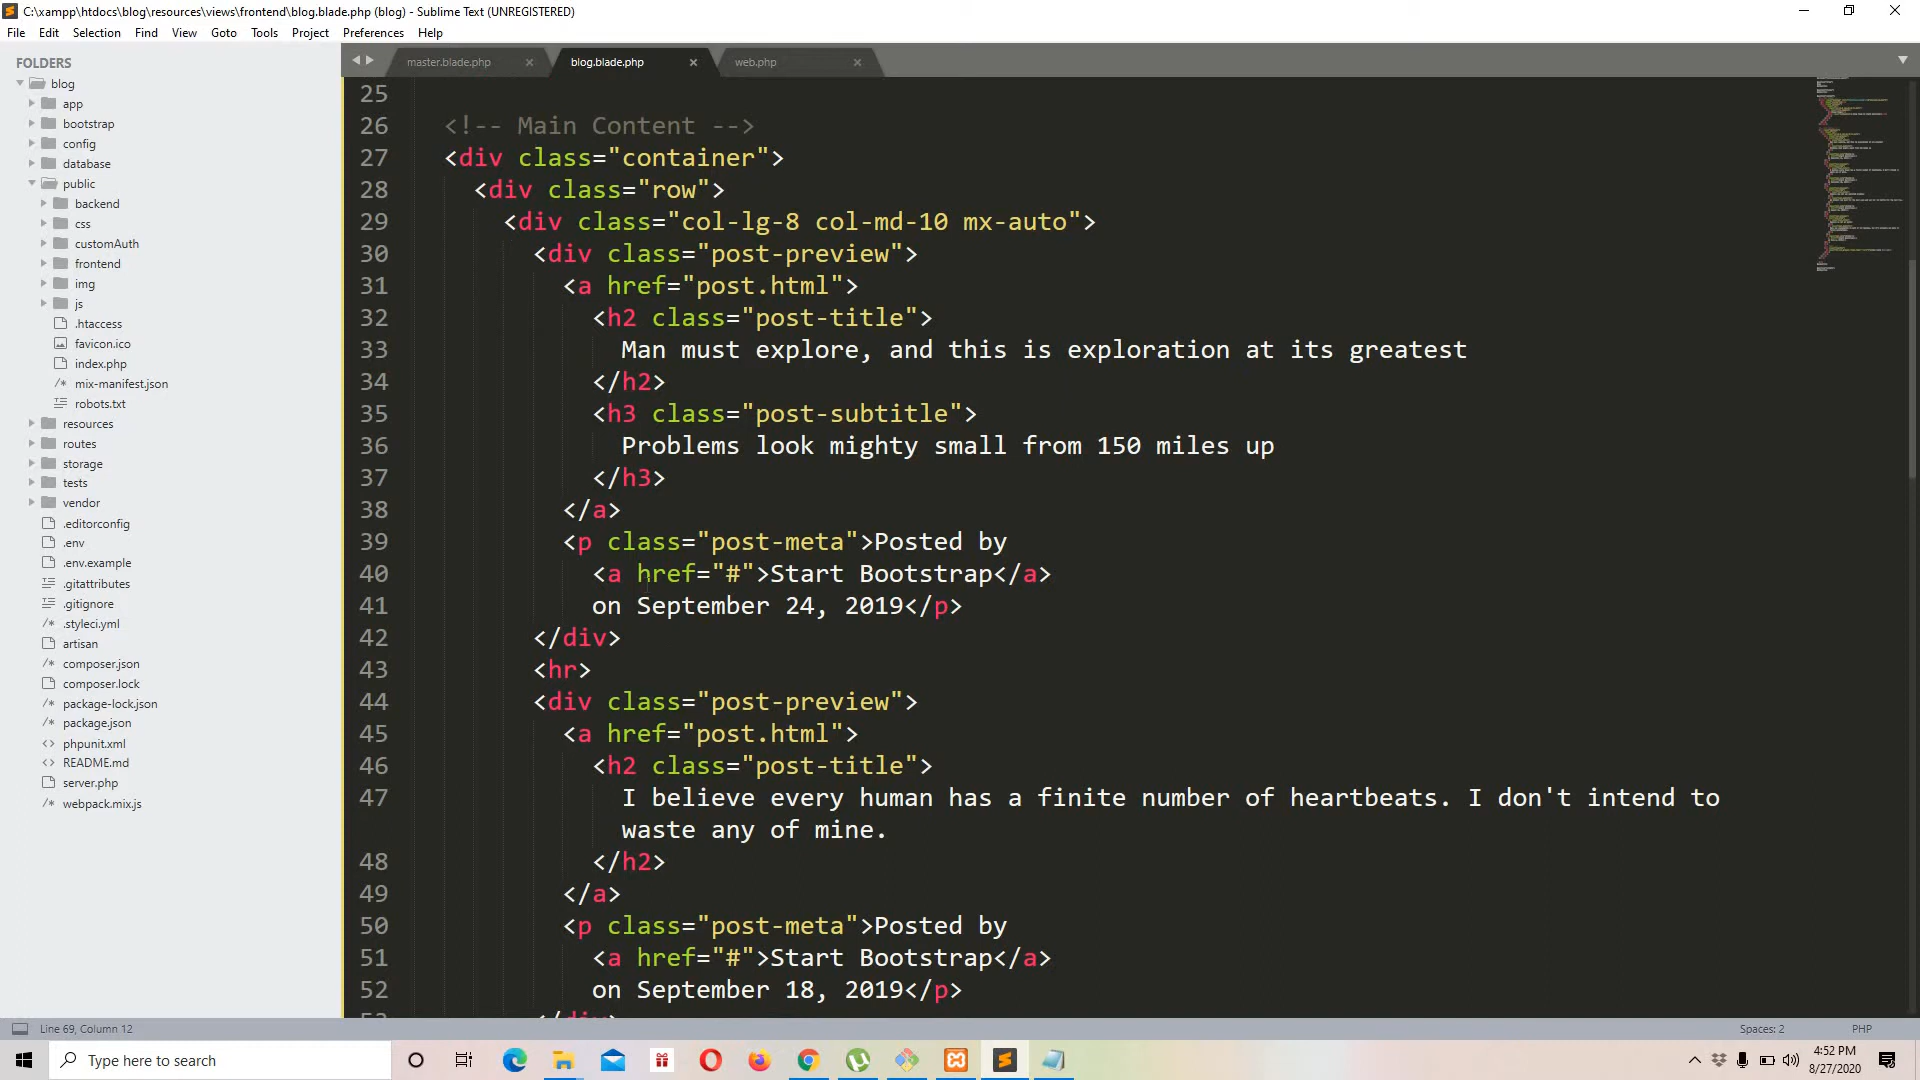 C:\xampp\htdocs\blog\resources\views\frontend\blog.blade.php (blog) - Sublime Text (UNREGISTERED)
File Edit Selection Find View Goto Tools Project Preferences Help
FOLDERS
blog
app
bootstrap
config
database
public
backend
css
customAuth
frontend
img
js
.htaccess
favicon.ico
index.php
mix-manifest.json
robots.txt
resources
routes
storage
tests
vendor
.editorconfig
.env
.env.example
.gitattributes
.gitignore
.styleci.yml
artisan
composer.json
composer.lock
package-lock.json
package.json
phpunit.xml
README.md
server.php
webpack.mix.js
master.blade.php blog.blade.php web.php
25
26 <!-- Main Content -->
27 <div class="container">
28 <div class="row">
29 <div class="col-lg-8 col-md-10 mx-auto">
30 <div class="post-preview">
31 <a href="post.html">
32 <h2 class="post-title">
33 Man must explore, and this is exploration at its greatest
34 </h2>
35 <h3 class="post-subtitle">
36 Problems look mighty small from 150 miles up
37 </h3>
38 </a>
39 <p class="post-meta">Posted by
40 <a href="#">Start Bootstrap</a>
41 on September 24, 2019</p>
42 </div>
43 <hr>
44 <div class="post-preview">
45 <a href="post.html">
46 <h2 class="post-title">
47 I believe every human has a finite number of heartbeats. I don't intend to
waste any of mine.
48 </h2>
49 </a>
50 <p class="post-meta">Posted by
51 <a href="#">Start Bootstrap</a>
52 on September 18, 2019</p>
Line 69, Column 12 Spaces: 2 PHP
Type here to search
4:52 PM
8/27/2020